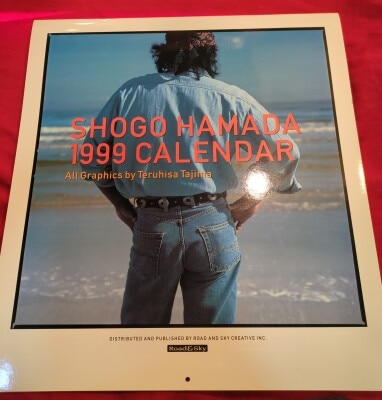 SHOGO HAMADA
1999 CALENDAR
All Graphics by Teruhisa Tajima
DISTRIBUTED AND PUBLISHED BY ROAD AND SKY CREATIVE INC.
Road&Sky